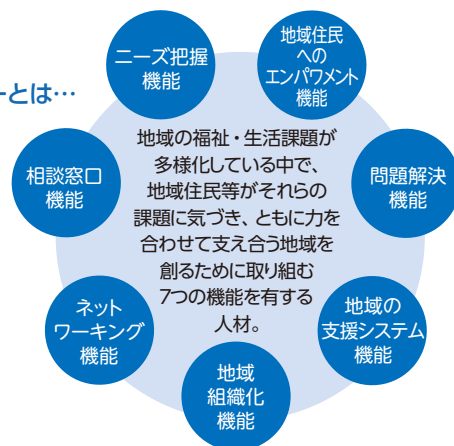 ーとは…
ニーズ把握
機能
地域住民
への
エンパワメント
機能
相談窓口
機能
地域の福祉・生活課題が
多様化している中で、
地域住民等がそれらの
課題に気づき、ともに力を
合わせて支え合う地域を
創るために取り組む
7つの機能を有する
人材。
問題解決
機能
ネット
ワーキング
機能
地域の
支援システム
機能
地域
組織化
機能